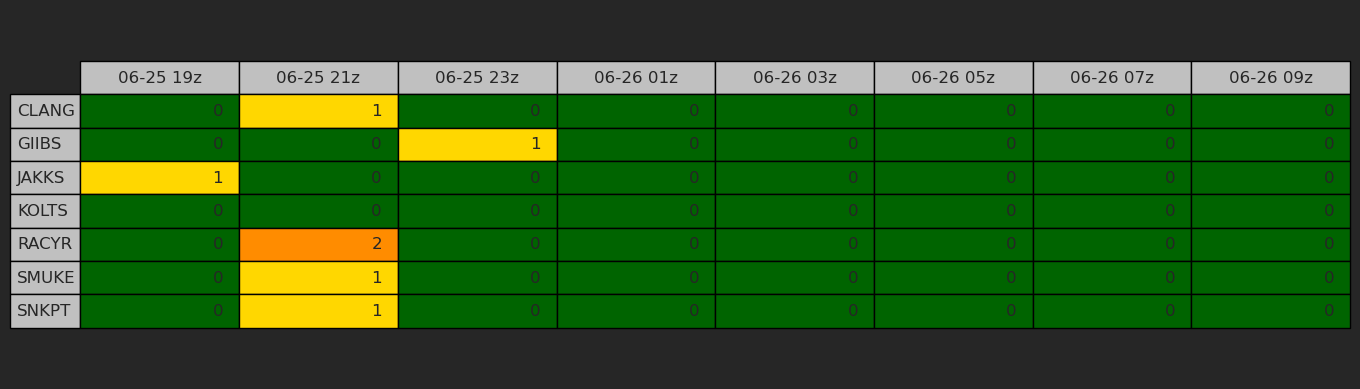 06-25 19z 06-25 21z 06-25 23z 06-26 01z 06-26 03z 06-26 05z 06-26 07z 06-26 09z
CLANG 0 1 0 0 0 0 0 0
GIIBS 0 0 1 0 0 0 0 0
JAKKS 1 0 0 0 0 0 0 0
KOLTS 0 0 0 0 0 0 0 0
RACYR 0 2 0 0 0 0 0 0
SMUKE 0 1 0 0 0 0 0 0
SNKPT 0 1 0 0 0 0 0 0